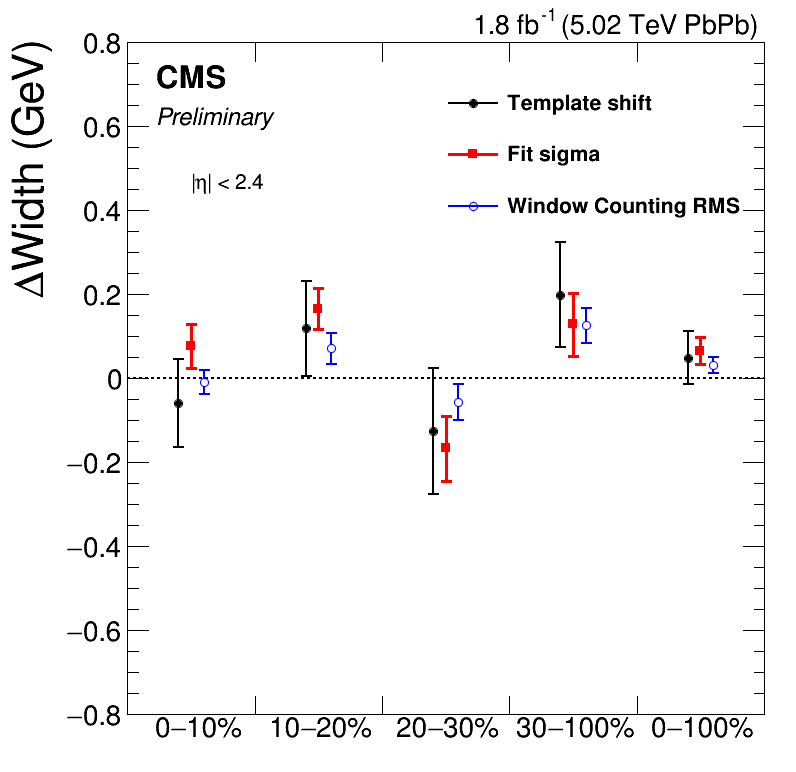 1.8 fb⁻¹ (5.02 TeV PbPb)
ΔWidth (GeV)
CMS
Preliminary
|η| < 2.4
Template shift
Fit sigma
Window Counting RMS
0.8
0.6
0.4
0.2
0
−0.2
−0.4
−0.6
−0.8
0–10% 10–20% 20–30% 30–100% 0–100%